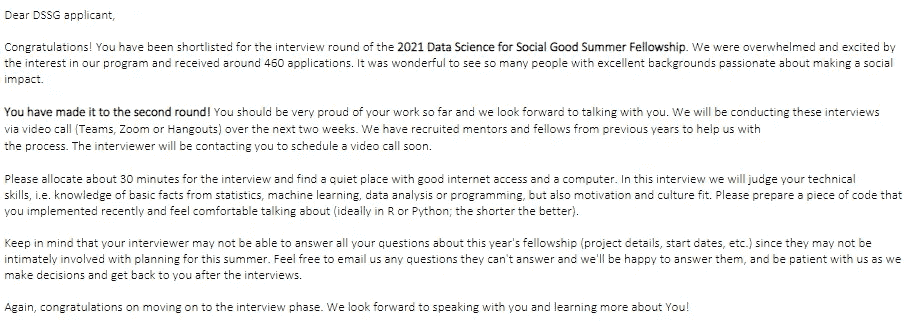 Dear DSSG applicant,
Congratulations! You have been shortlisted for the interview round of the 2021 Data Science for Social Good Summer Fellowship. We were overwhelmed and excited by
the interest in our program and received around 460 applications. It was wonderful to see so many people with excellent backgrounds passionate about making a social
impact.
You have made it to the second round! You should be very proud of your work so far and we look forward to talking with you. We will be conducting these interviews
via video call (Teams, Zoom or Hangouts) over the next two weeks. We have recruited mentors and fellows from previous years to help us with
the process. The interviewer will be contacting you to schedule a video call soon.
Please allocate about 30 minutes for the interview and find a quiet place with good internet access and a computer. In this interview we will judge your technical
skills, i.e. knowledge of basic facts from statistics, machine learning, data analysis or programming, but also motivation and culture fit. Please prepare a piece of code that
you implemented recently and feel comfortable talking about (ideally in R or Python; the shorter the better).
Keep in mind that your interviewer may not be able to answer all your questions about this year's fellowship (project details, start dates, etc.) since they may not be
intimately involved with planning for this summer. Feel free to email us any questions they can't answer and we'll be happy to answer them, and be patient with us as we
make decisions and get back to you after the interviews.
Again, congratulations on moving on to the interview phase. We look forward to speaking with you and learning more about You!